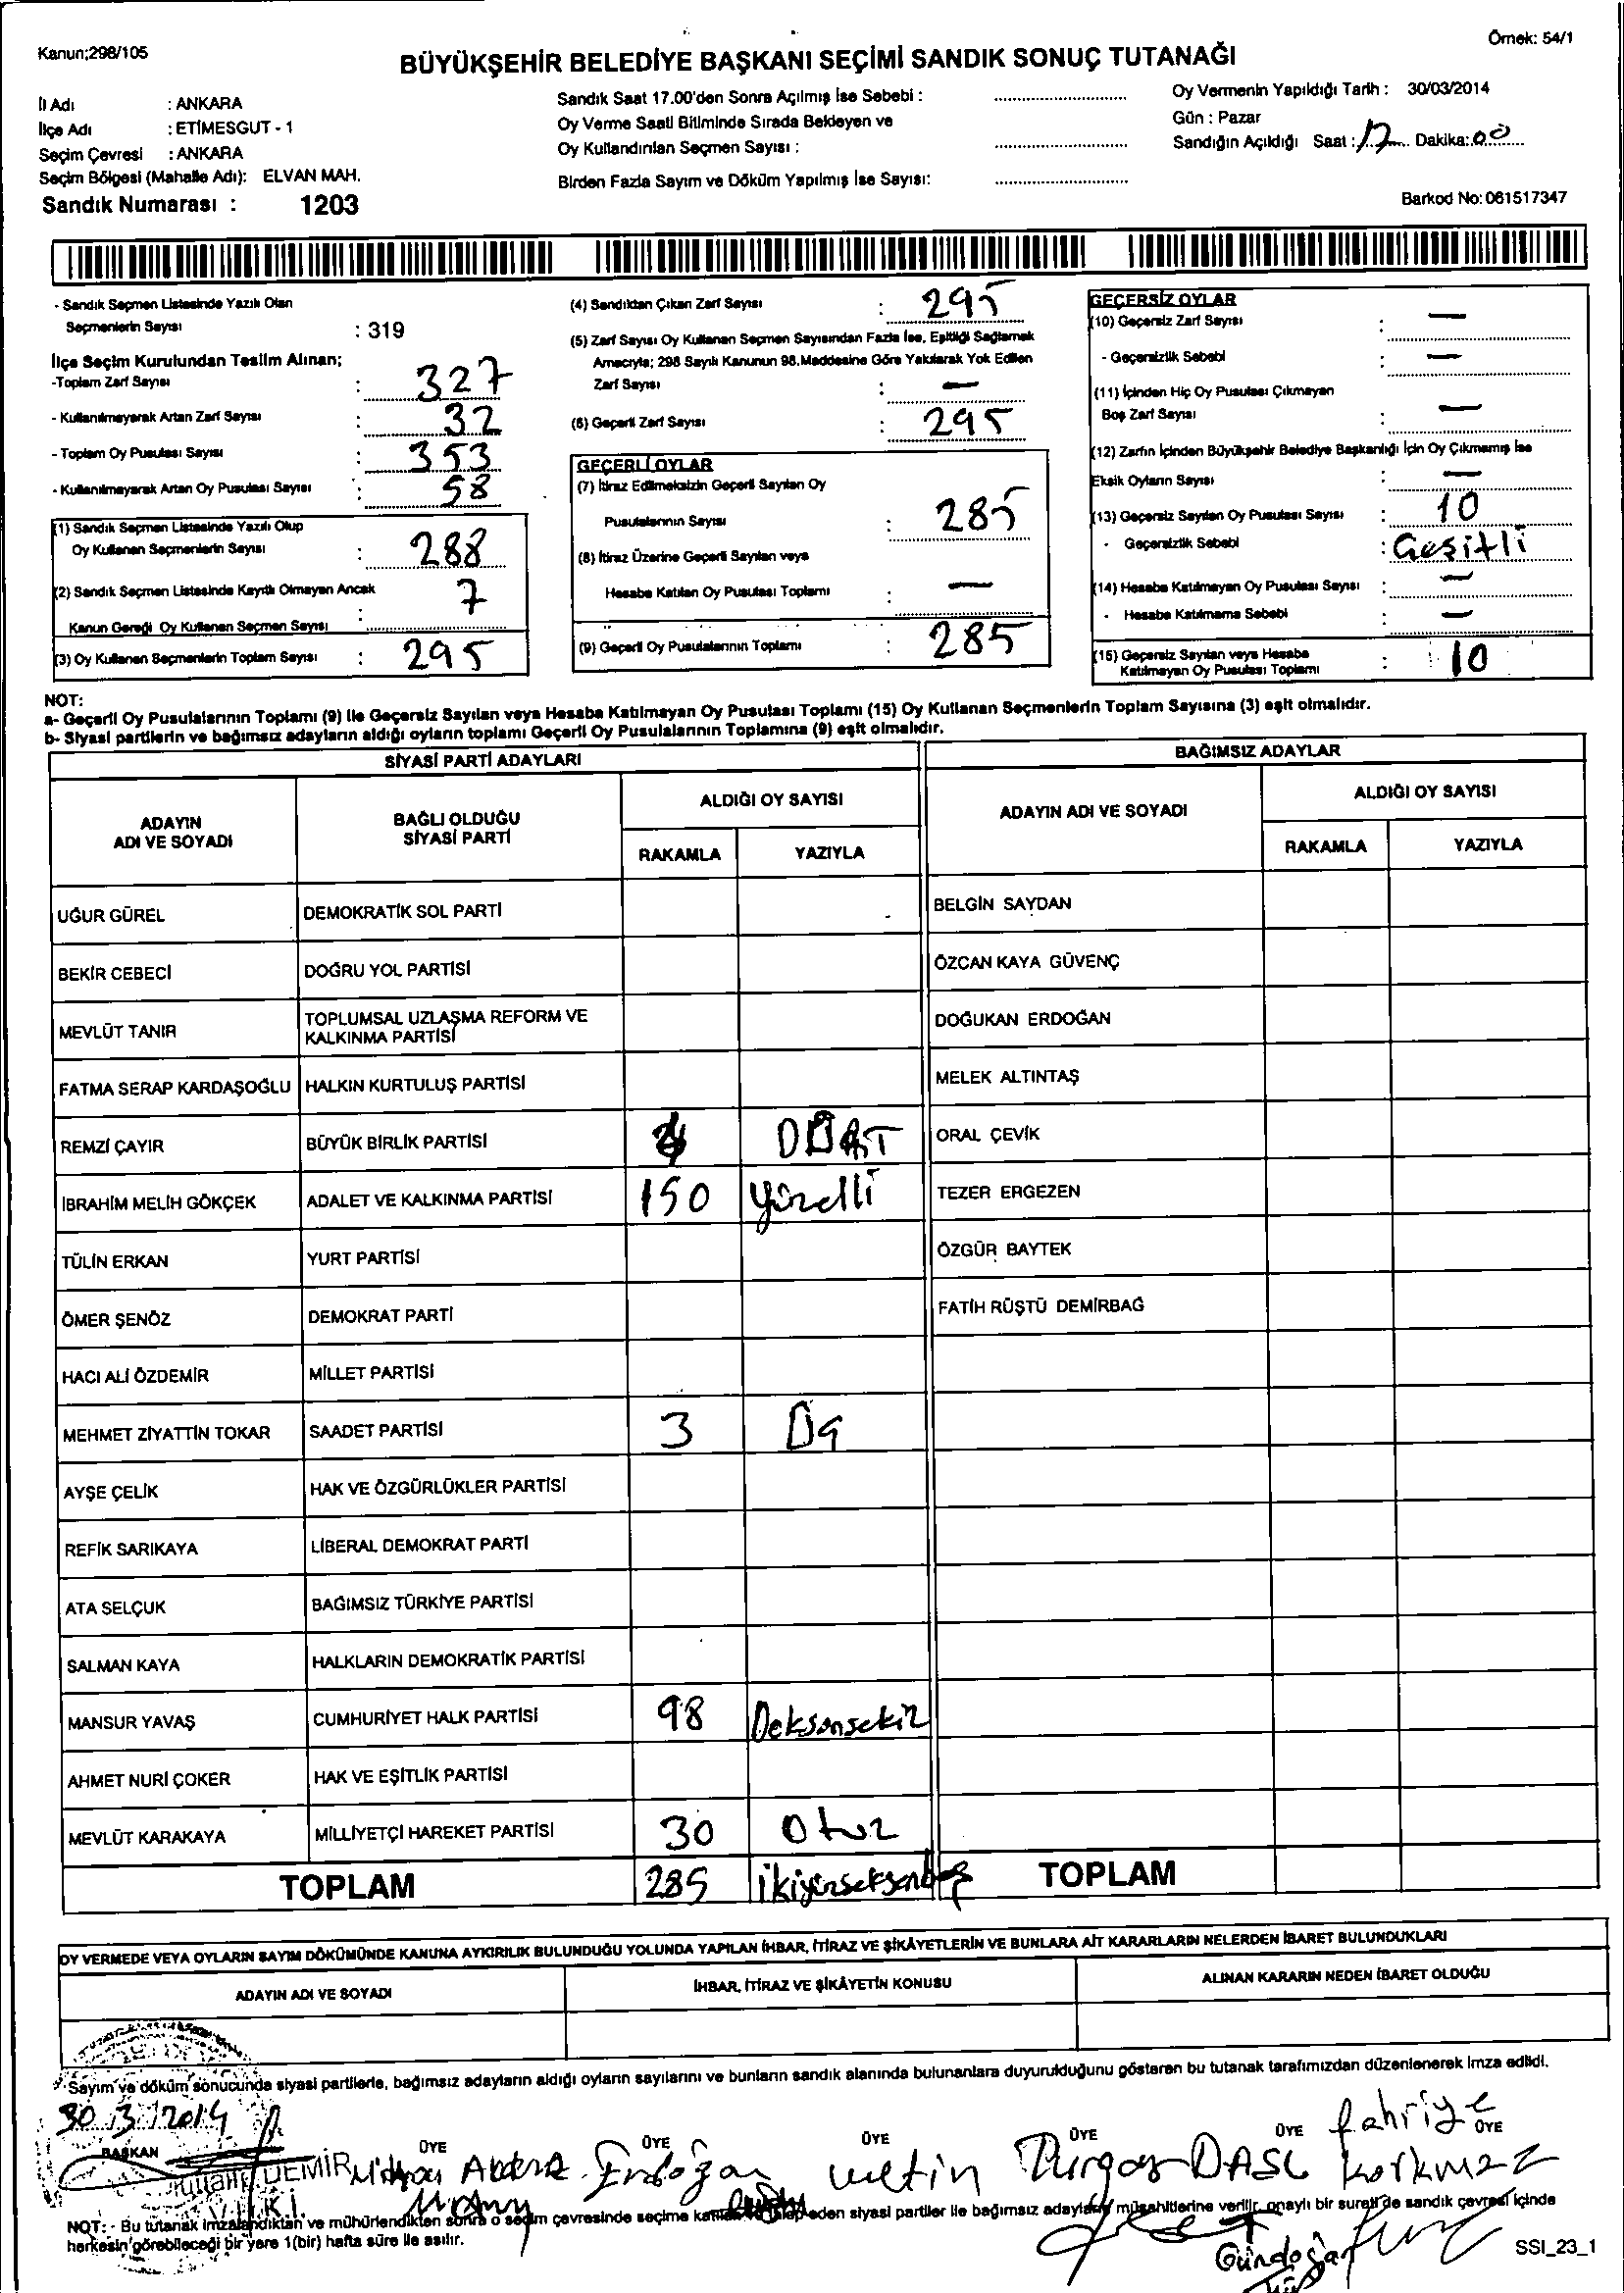 Kanun;298/105
Örnek: 54/1
BÜYÜKŞEHİR BELEDİYE BAŞKANI SEÇİMİ SANDIK SONUÇ TUTANAĞI
İl Adı : ANKARA
İlçe Adı : ETİMESGUT - 1
Seçim Çevresi : ANKARA
Seçim Bölgesi (Mahalle Adı): ELVAN MAH.
Sandık Numarası : 1203
Sandık Saat 17.00'den Sonra Açılmış İse Sebebi :
Oy Verme Saati Bitiminde Sırada Bekleyen ve
Oy Kullandırılan Seçmen Sayısı :
Birden Fazla Sayım ve Döküm Yapılmış İse Sayısı:
Oy Vermenin Yapıldığı Tarih : 30/03/2014
Gün : Pazar
Sandığın Açıldığı Saat : 17 Dakika: 00
Barkod No: 061517347
- Sandık Seçmen Listesinde Yazılı Olan
Seçmenlerin Sayısı : 319
İlçe Seçim Kurulundan Teslim Alınan;
-Toplam Zarf Sayısı : 327
- Kullanılmayarak Artan Zarf Sayısı : 32
- Toplam Oy Pusulası Sayısı : 353
- Kullanılmayarak Artan Oy Pusulası Sayısı : 58
(1) Sandık Seçmen Listesinde Yazılı Olup
Oy Kullanan Seçmenlerin Sayısı : 288
(2) Sandık Seçmen Listesinde Kayıtlı Olmayan Ancak
Kanun Gereği Oy Kullanan Seçmen Sayısı : 7
(3) Oy Kullanan Seçmenlerin Toplam Sayısı : 295
(4) Sandıktan Çıkan Zarf Sayısı : 295
(5) Zarf Sayısı Oy Kullanan Seçmen Sayısından Fazla İse, Eşitliği Sağlamak
Amacıyla; 298 Sayılı Kanunun 98.Maddesine Göre Yakılarak Yok Edilen
Zarf Sayısı : —
(6) Geçerli Zarf Sayısı : 295
GEÇERLİ OYLAR
(7) İtiraz Edilmeksizin Geçerli Sayılan Oy
Pusulalarının Sayısı : 285
(8) İtiraz Üzerine Geçerli Sayılan veya
Hesaba Katılan Oy Pusulası Toplamı : —
(9) Geçerli Oy Pusulalarının Toplamı : 285
GEÇERSİZ OYLAR
(10) Geçersiz Zarf Sayısı : —
- Geçersizlik Sebebi : —
(11) İçinden Hiç Oy Pusulası Çıkmayan
Boş Zarf Sayısı : —
(12) Zarfın İçinden Büyükşehir Belediye Başkanlığı İçin Oy Çıkmamış İse
Eksik Oyların Sayısı : —
(13) Geçersiz Sayılan Oy Pusulası Sayısı : 10
- Geçersizlik Sebebi : Geşitli
(14) Hesaba Katılmayan Oy Pusulası Sayısı : —
- Hesaba Katılmama Sebebi : —
(15) Geçersiz Sayılan veya Hesaba
Katılmayan Oy Pusulası Toplamı : 10
NOT:
a- Geçerli Oy Pusulalarının Toplamı (9) ile Geçersiz Sayılan veya Hesaba Katılmayan Oy Pusulası Toplamı (15) Oy Kullanan Seçmenlerin Toplam Sayısına (3) eşit olmalıdır.
b- Siyasi partilerin ve bağımsız adayların aldığı oyların toplamı Geçerli Oy Pusulalarının Toplamına (9) eşit olmalıdır.
SİYASİ PARTİ ADAYLARI
BAĞIMSIZ ADAYLAR
ADAYIN ADI VE SOYADI
BAĞLI OLDUĞU SİYASİ PARTİ
ALDIĞI OY SAYISI
RAKAMLA YAZIYLA
ADAYIN ADI VE SOYADI
ALDIĞI OY SAYISI
RAKAMLA YAZIYLA
UĞUR GÜREL DEMOKRATİK SOL PARTİ BELGİN SAYDAN
BEKİR CEBECİ DOĞRU YOL PARTİSİ ÖZCAN KAYA GÜVENÇ
MEVLÜT TANIR TOPLUMSAL UZLAŞMA REFORM VE KALKINMA PARTİSİ DOĞUKAN ERDOĞAN
FATMA SERAP KARDAŞOĞLU HALKIN KURTULUŞ PARTİSİ MELEK ALTINTAŞ
REMZİ ÇAYIR BÜYÜK BİRLİK PARTİSİ 4 DÖRT ORAL ÇEVİK
İBRAHİM MELİH GÖKÇEK ADALET VE KALKINMA PARTİSİ 150 yüzelli TEZER ERGEZEN
TÜLİN ERKAN YURT PARTİSİ ÖZGÜR BAYTEK
ÖMER ŞENÖZ DEMOKRAT PARTİ FATİH RÜŞTÜ DEMİRBAĞ
HACI ALİ ÖZDEMİR MİLLET PARTİSİ
MEHMET ZİYATTİN TOKAR SAADET PARTİSİ 3 Üç
AYŞE ÇELİK HAK VE ÖZGÜRLÜKLER PARTİSİ
REFİK SARIKAYA LİBERAL DEMOKRAT PARTİ
ATA SELÇUK BAĞIMSIZ TÜRKİYE PARTİSİ
SALMAN KAYA HALKLARIN DEMOKRATİK PARTİSİ
MANSUR YAVAŞ CUMHURİYET HALK PARTİSİ 98 Doksansekiz
AHMET NURİ ÇOKER HAK VE EŞİTLİK PARTİSİ
MEVLÜT KARAKAYA MİLLİYETÇİ HAREKET PARTİSİ 30 Otuz
TOPLAM 285 İkiyüzseksenbeş TOPLAM
OY VERMEDE VEYA OYLARIN SAYIM DÖKÜMÜNDE KANUNA AYKIRILIK BULUNDUĞU YOLUNDA YAPILAN İHBAR, İTİRAZ VE ŞİKÂYETLERİN VE BUNLARA AİT KARARLARIN NELERDEN İBARET BULUNDUKLARI
ADAYIN ADI VE SOYADI İHBAR, İTİRAZ VE ŞİKÂYETİN KONUSU ALINAN KARARIN NEDEN İBARET OLDUĞU
Sayım ve döküm sonucunda siyasi partilerle, bağımsız adayların aldığı oyların sayılarını ve bunların sandık alanında bulunanlara duyurulduğunu gösteren bu tutanak tarafımızdan düzenlenerek imza edildi.
30.3.2014
BAŞKAN ÜYE ÜYE ÜYE ÜYE ÜYE ÜYE
DEMİR Erdoğan Metin Turgay DASL fahriye korkmaz
NOT: - Bu tutanak imzalandıktan ve mühürlendikten sonra o seçim çevresinde seçime katılan ve talep eden siyasi partiler ile bağımsız adayların müşahitlerine verilir, onaylı bir sureti de sandık çevresi içinde
herkesin görebileceği bir yere 1(bir) hafta süre ile asılır.
Gündoğan
SSI_23_1